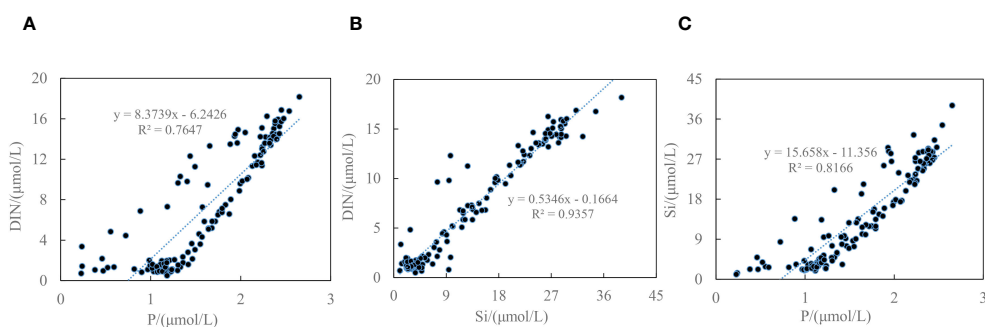 A
B
C
DIN/(μmol/L)
20
16
12
8
4
0
0
1
2
3
P/(μmol/L)
y = 8.3739x - 6.2426
R² = 0.7647
DIN/(μmol/L)
20
15
10
5
0
0
9
18
27
36
45
Si/(μmol/L)
y = 0.5346x - 0.1664
R² = 0.9357
Si/(μmol/L)
45
36
27
18
9
0
0
1
2
3
P/(μmol/L)
y = 15.658x - 11.356
R² = 0.8166